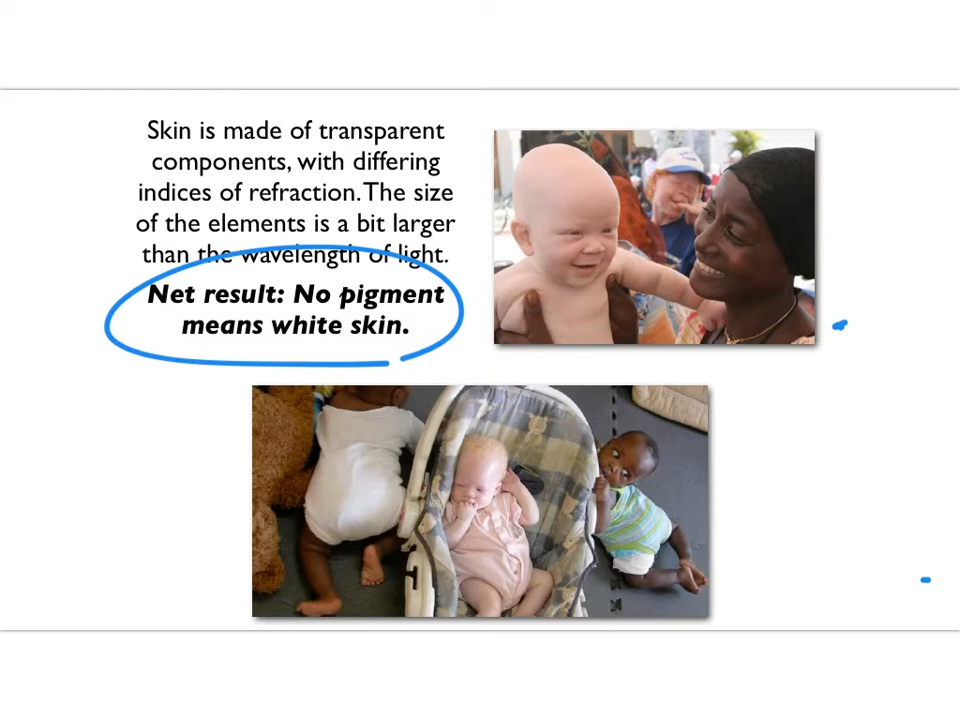 Skin is made of transparent
components, with differing
indices of refraction. The size
of the elements is a bit larger
than the wavelength of light.
Net result: No pigment
means white skin.